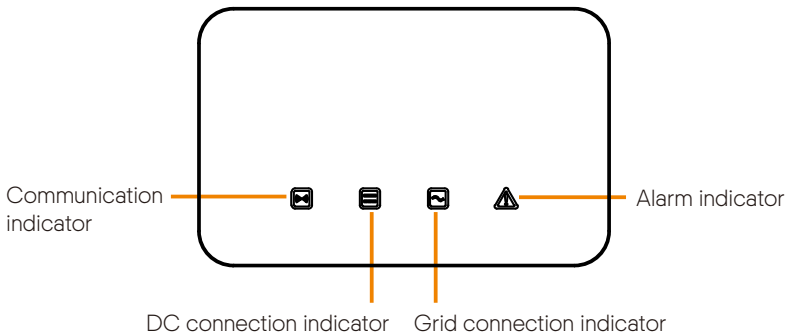 Communication
indicator
Alarm indicator
DC connection indicator
Grid connection indicator